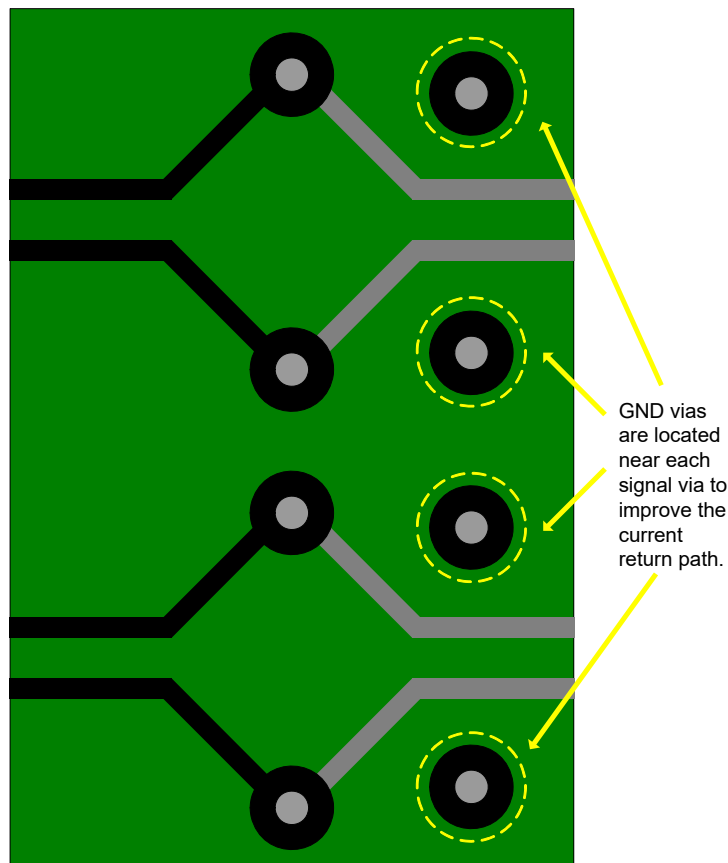 GND vias
are located
near each
signal via to
improve the
current
return path.